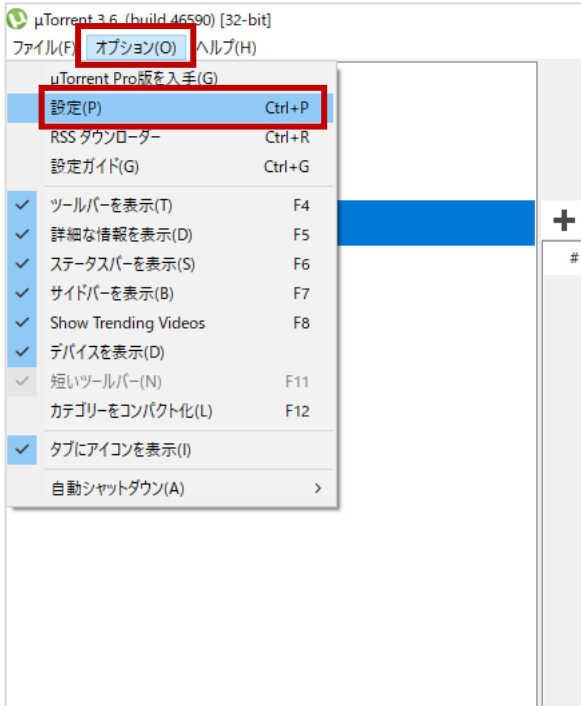 µTorrent 3.6 (build 46590) [32-bit]
ファイル(F) オプション(O) ヘルプ(H)
µTorrent Pro版を入手(G)
設定(P) Ctrl+P
RSS ダウンローダー Ctrl+R
設定ガイド(G) Ctrl+G
ツールバーを表示(T) F4
詳細な情報を表示(D) F5
ステータスバーを表示(S) F6
サイドバーを表示(B) F7
Show Trending Videos F8
デバイスを表示(D)
短いツールバー(N) F11
カテゴリーをコンパクト化(L) F12
タブにアイコンを表示(I)
自動シャットダウン(A)
#